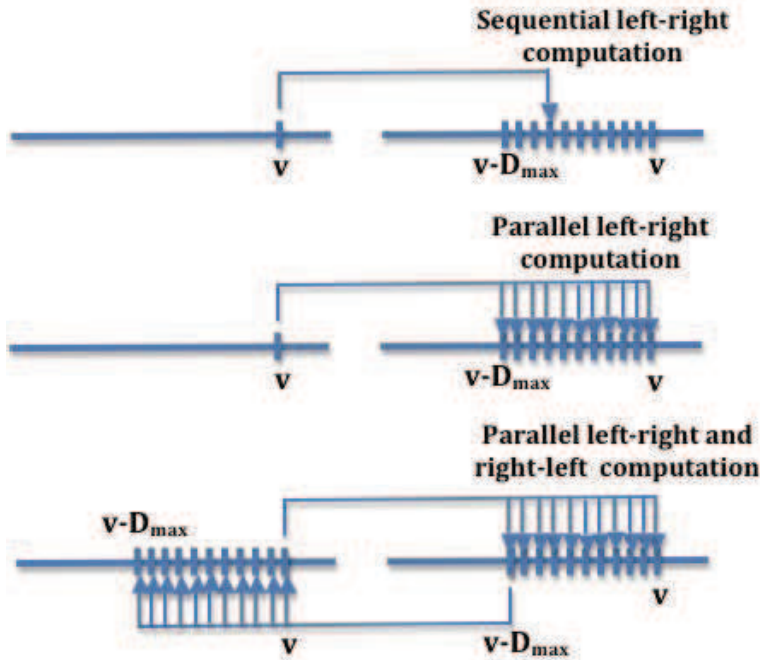 Sequential left-right
computation
v
v-Dmax
v
Parallel left-right
computation
v
v-Dmax
v
Parallel left-right and
right-left computation
v-Dmax
v
v
v-Dmax